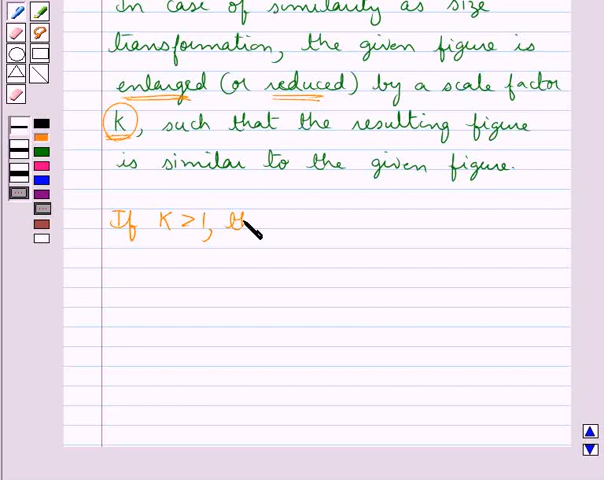 In case of similarity as size
transformation, the given figure is
enlarged (or reduced) by a scale factor
k, such that the resulting figure
is similar to the given figure.
If K > 1, th